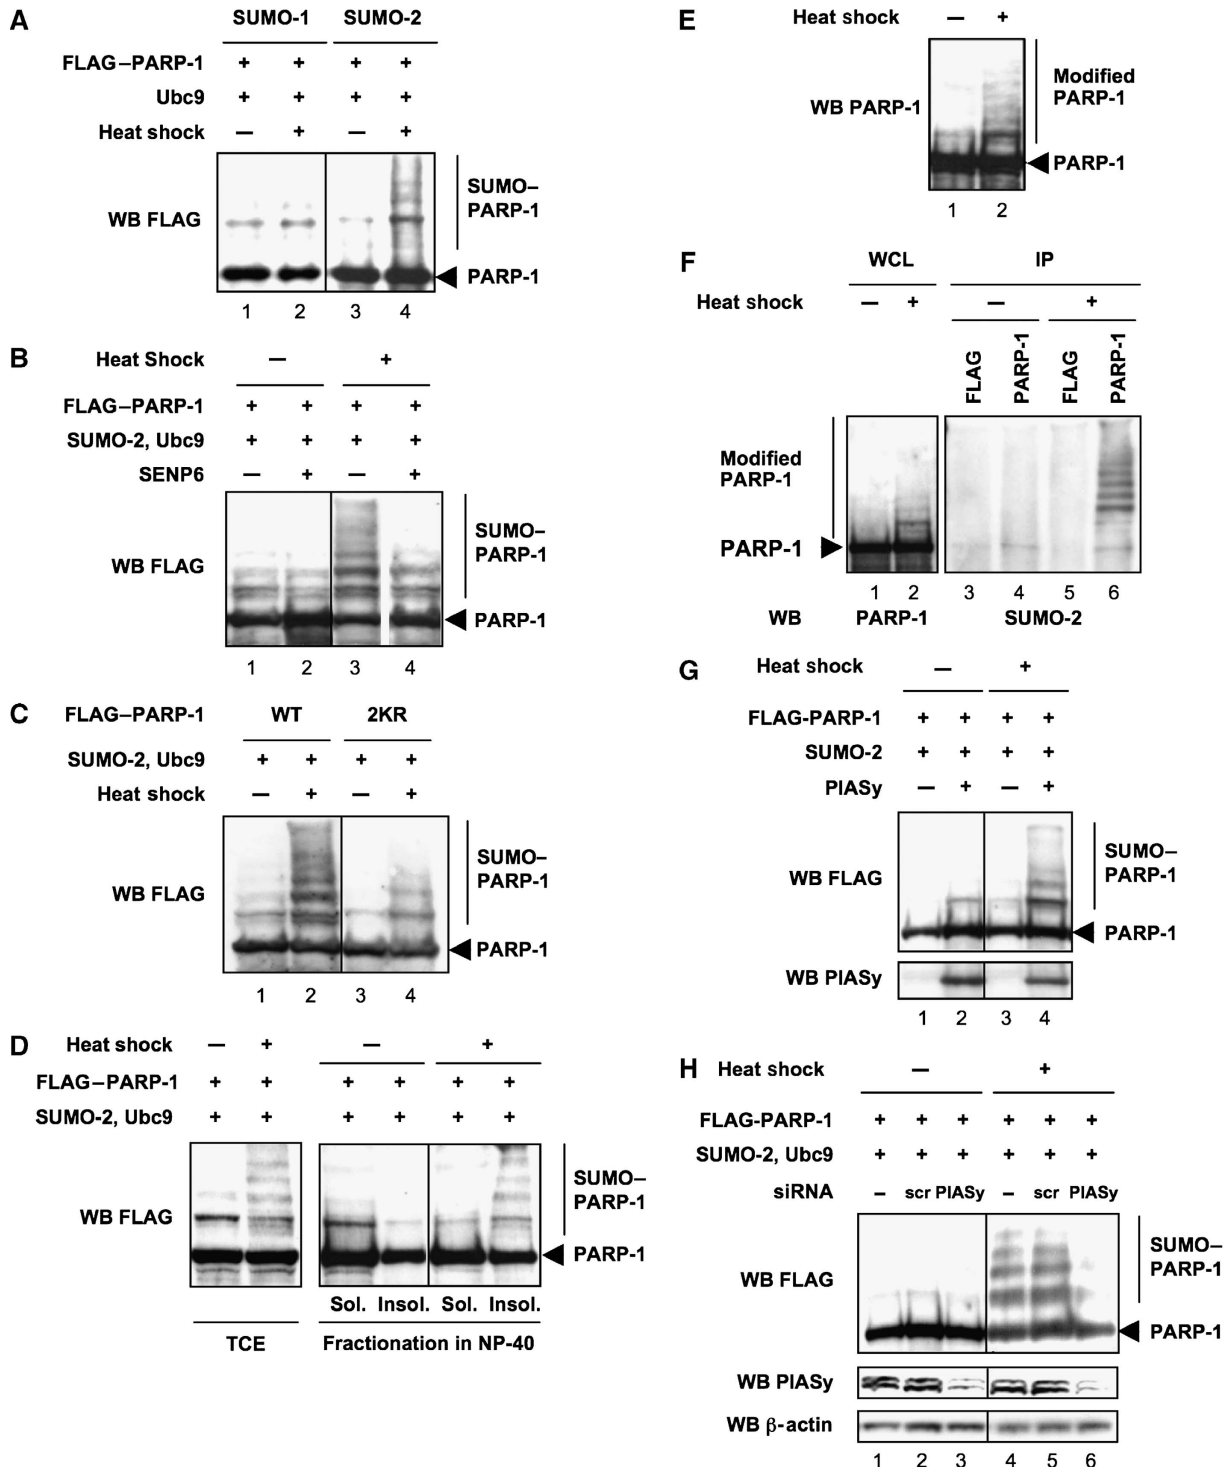 A
SUMO-1 SUMO-2
FLAG–PARP-1 + + + +
Ubc9 + + + +
Heat shock — + — +
WB FLAG
SUMO–
PARP-1
PARP-1
1 2 3 4
B
Heat Shock — +
FLAG–PARP-1 + + + +
SUMO-2, Ubc9 + + + +
SENP6 — + — +
WB FLAG
SUMO–
PARP-1
PARP-1
1 2 3 4
C
FLAG–PARP-1 WT 2KR
SUMO-2, Ubc9 + + + +
Heat shock — + — +
WB FLAG
SUMO–
PARP-1
PARP-1
1 2 3 4
D
Heat shock — + — +
FLAG–PARP-1 + + + + + +
SUMO-2, Ubc9 + + + + + +
WB FLAG
SUMO–
PARP-1
PARP-1
Sol. Insol. Sol. Insol.
TCE Fractionation in NP-40
E
Heat shock — +
WB PARP-1
Modified
PARP-1
PARP-1
1 2
F
WCL IP
Heat shock — + — +
FLAG PARP-1 FLAG PARP-1
Modified
PARP-1
PARP-1
1 2 3 4 5 6
WB PARP-1 SUMO-2
G
Heat shock — +
FLAG-PARP-1 + + + +
SUMO-2 + + + +
PIASy — + — +
WB FLAG
SUMO–
PARP-1
PARP-1
WB PIASy
1 2 3 4
H
Heat shock — +
FLAG-PARP-1 + + + + + +
SUMO-2, Ubc9 + + + + + +
siRNA – scr PIASy – scr PIASy
WB FLAG
SUMO–
PARP-1
PARP-1
WB PIASy
WB β-actin
1 2 3 4 5 6